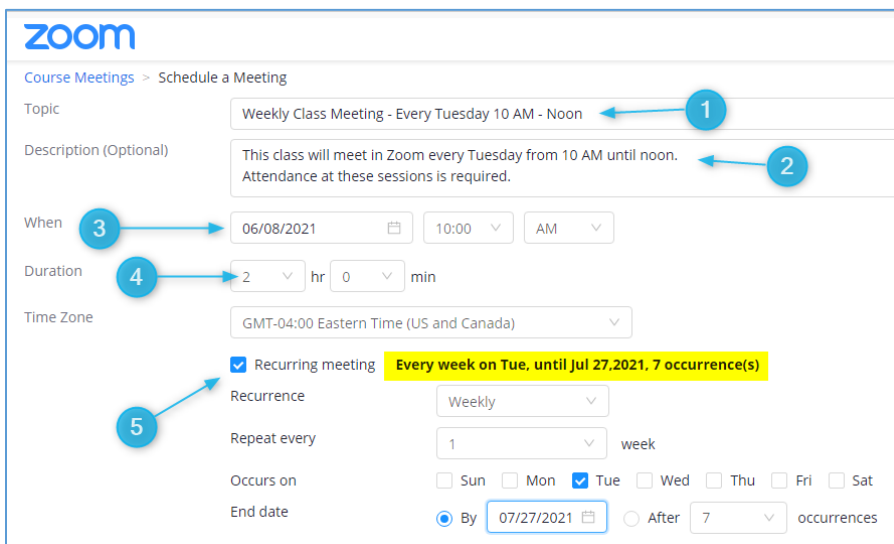 zoom
Course Meetings > Schedule a Meeting
Topic Weekly Class Meeting - Every Tuesday 10 AM - Noon 1
Description (Optional) This class will meet in Zoom every Tuesday from 10 AM until noon. 2
Attendance at these sessions is required.
When 3 06/08/2021 10:00 AM
Duration 4 2 hr 0 min
Time Zone GMT-04:00 Eastern Time (US and Canada)
Recurring meeting Every week on Tue, until Jul 27,2021, 7 occurrence(s)
5 Recurrence Weekly
Repeat every 1 week
Occurs on Sun Mon Tue Wed Thu Fri Sat
End date By 07/27/2021 After 7 occurrences